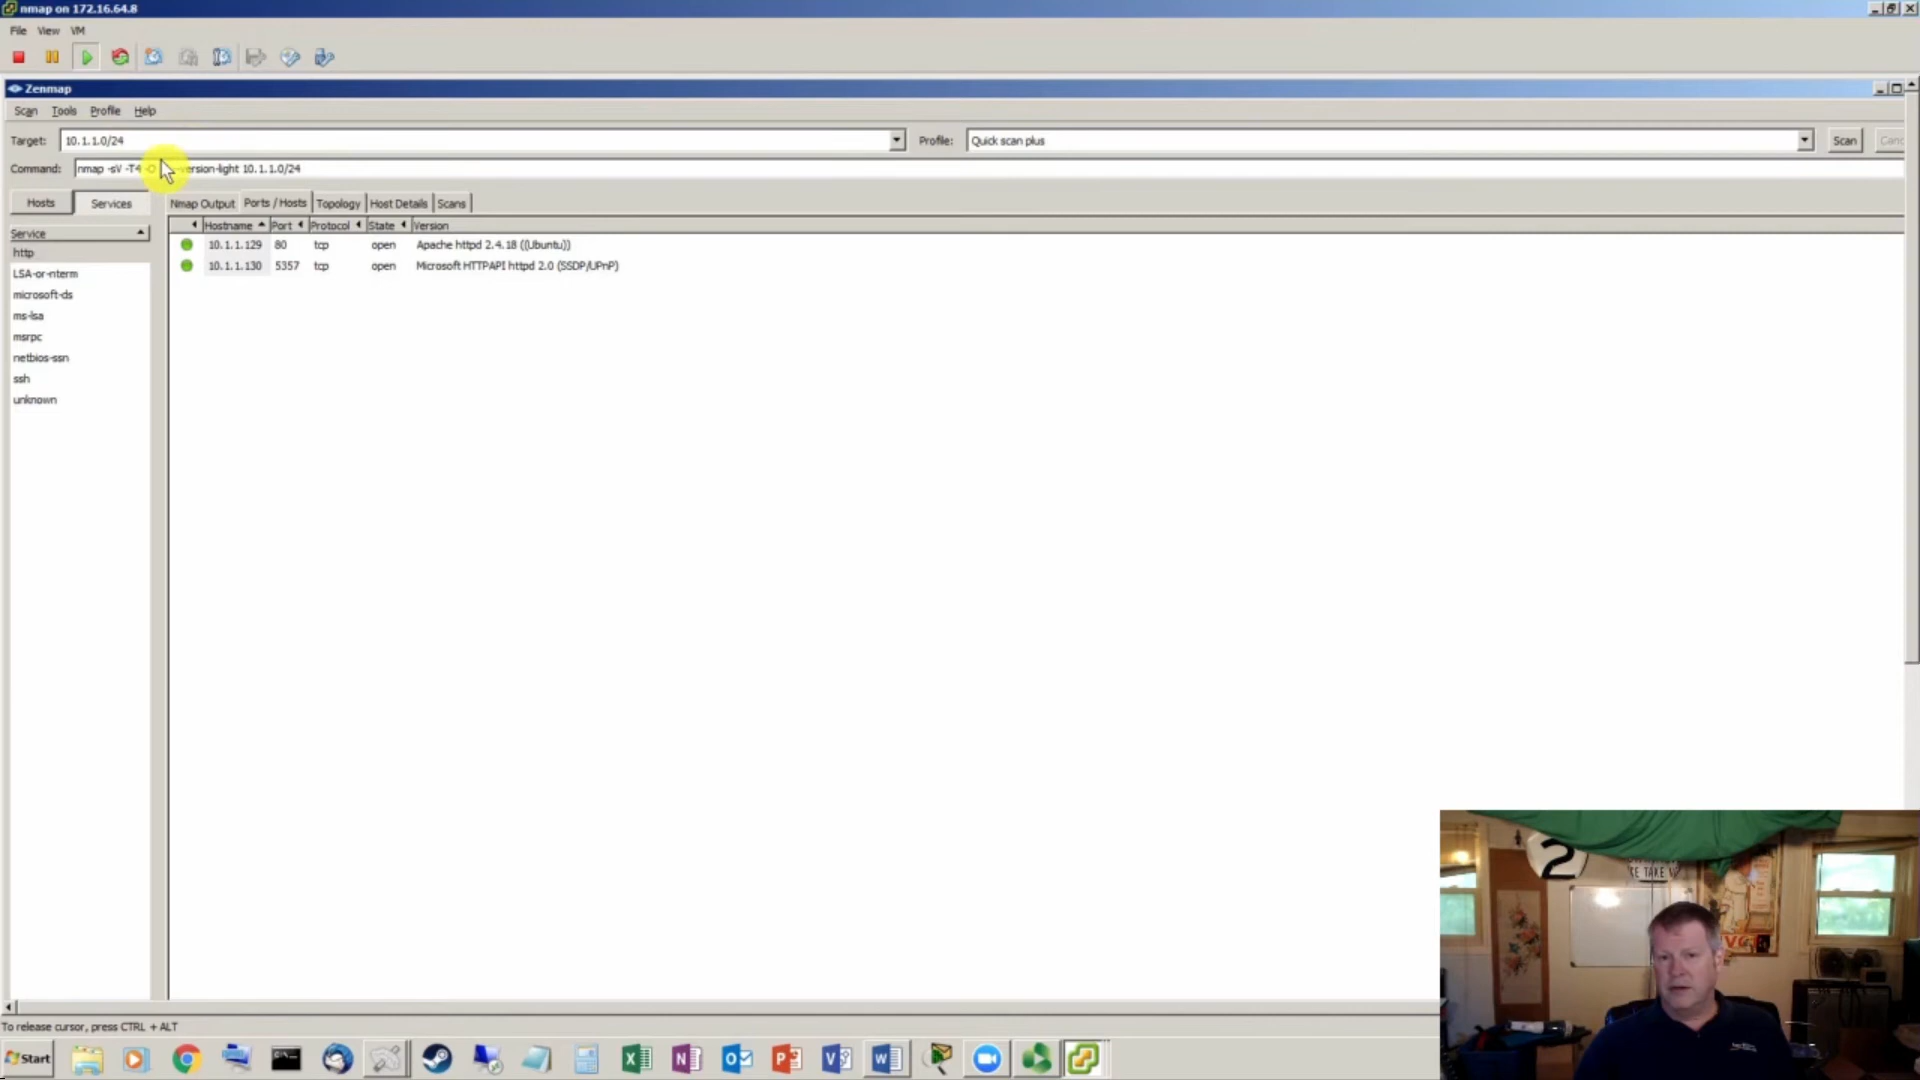 nmap on 172.16.64.8
File View VM
Zenmap
Scan Tools Profile Help
Target: 10.1.1.0/24 Profile: Quick scan plus Scan
Command: nmap -sV -T4 -O version-light 10.1.1.0/24
Hosts Services Nmap Output Ports / Hosts Topology Host Details Scans
Service
http
LSA-or-nterm
microsoft-ds
ms-lsa
msrpc
netbios-ssn
ssh
unknown
Hostname Port Protocol State Version
10.1.1.129 80 tcp open Apache httpd 2.4.18 ((Ubuntu))
10.1.1.130 5357 tcp open Microsoft HTTPAPI httpd 2.0 (SSDP/UPnP)
2
KE TAKE
To release cursor, press CTRL + ALT
Start